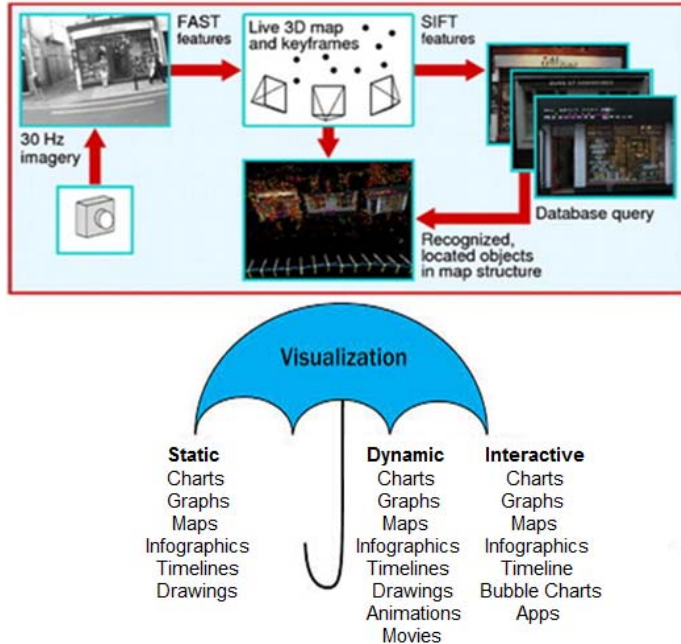 FAST
features
Live 3D map
and keyframes
SIFT
features
30 Hz
imagery
Database query
Recognized,
located objects
in map structure
Visualization
Static
Charts
Graphs
Maps
Infographics
Timelines
Drawings
Dynamic
Charts
Graphs
Maps
Infographics
Timelines
Drawings
Animations
Movies
Interactive
Charts
Graphs
Maps
Infographics
Timeline
Bubble Charts
Apps